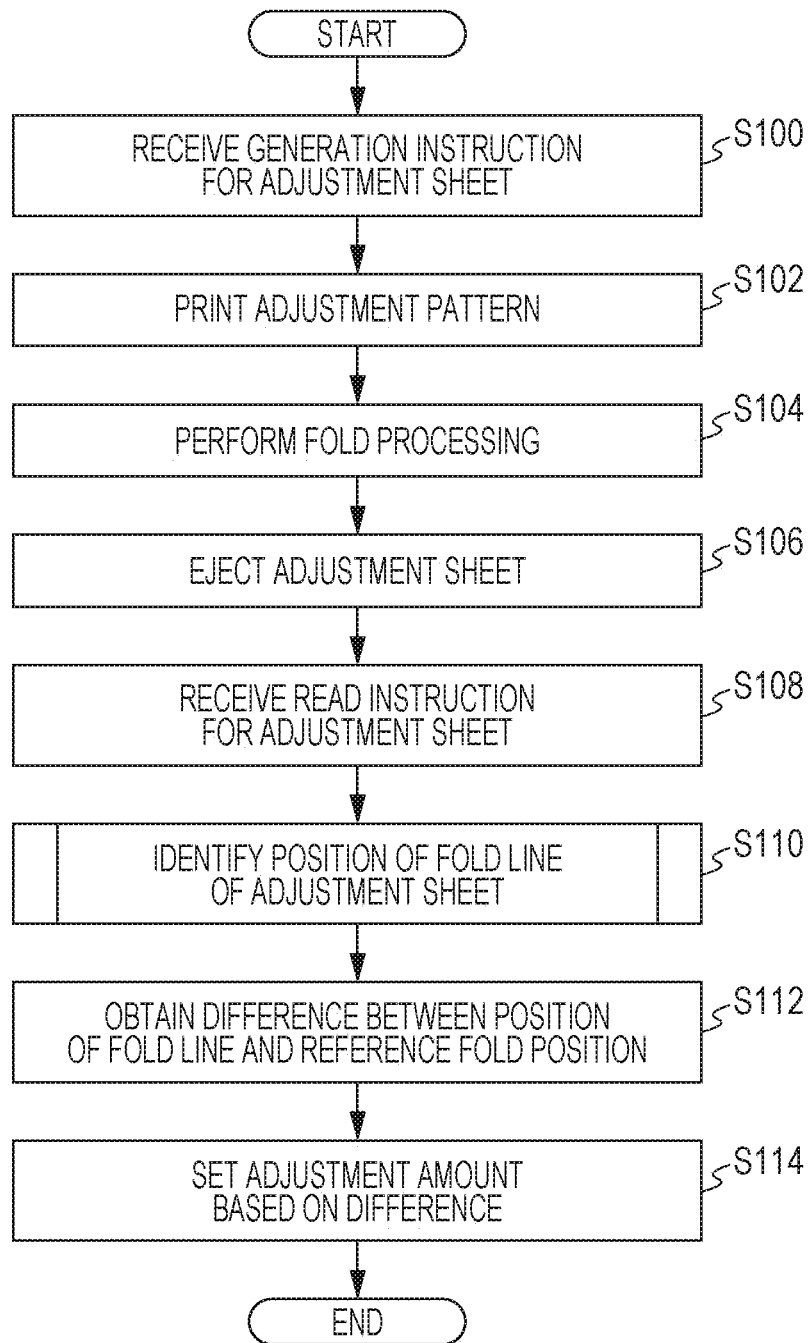 START
S100
RECEIVE GENERATION INSTRUCTION
FOR ADJUSTMENT SHEET
S102
PRINT ADJUSTMENT PATTERN
S104
PERFORM FOLD PROCESSING
S106
EJECT ADJUSTMENT SHEET
S108
RECEIVE READ INSTRUCTION
FOR ADJUSTMENT SHEET
S110
IDENTIFY POSITION OF FOLD LINE
OF ADJUSTMENT SHEET
S112
OBTAIN DIFFERENCE BETWEEN POSITION
OF FOLD LINE AND REFERENCE FOLD POSITION
S114
SET ADJUSTMENT AMOUNT
BASED ON DIFFERENCE
END